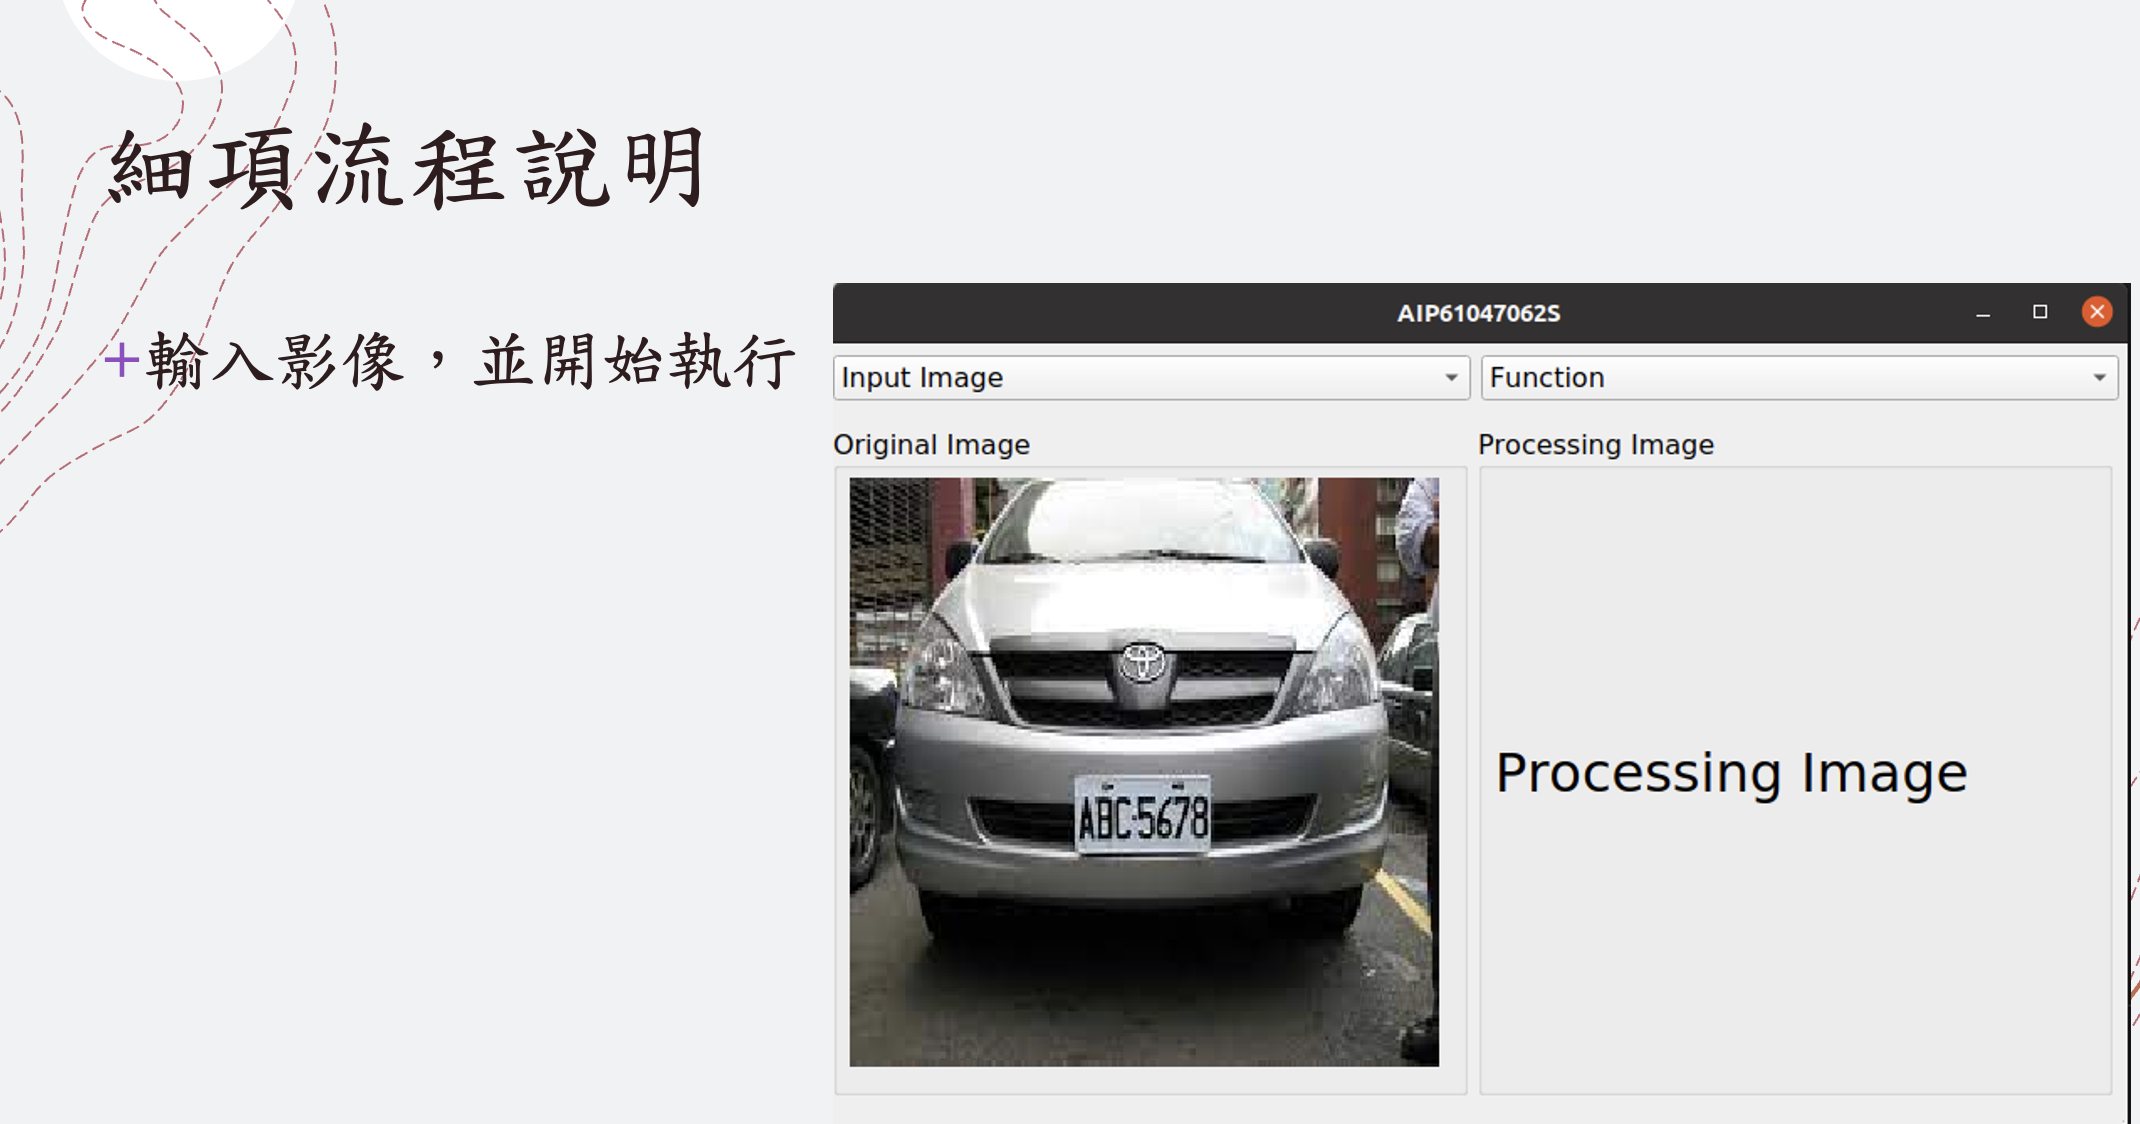 細項流程說明
+輸入影像，並開始執行
AIP61047062S
Input Image
Function
Original Image
Processing Image
ABC-5678
Processing Image